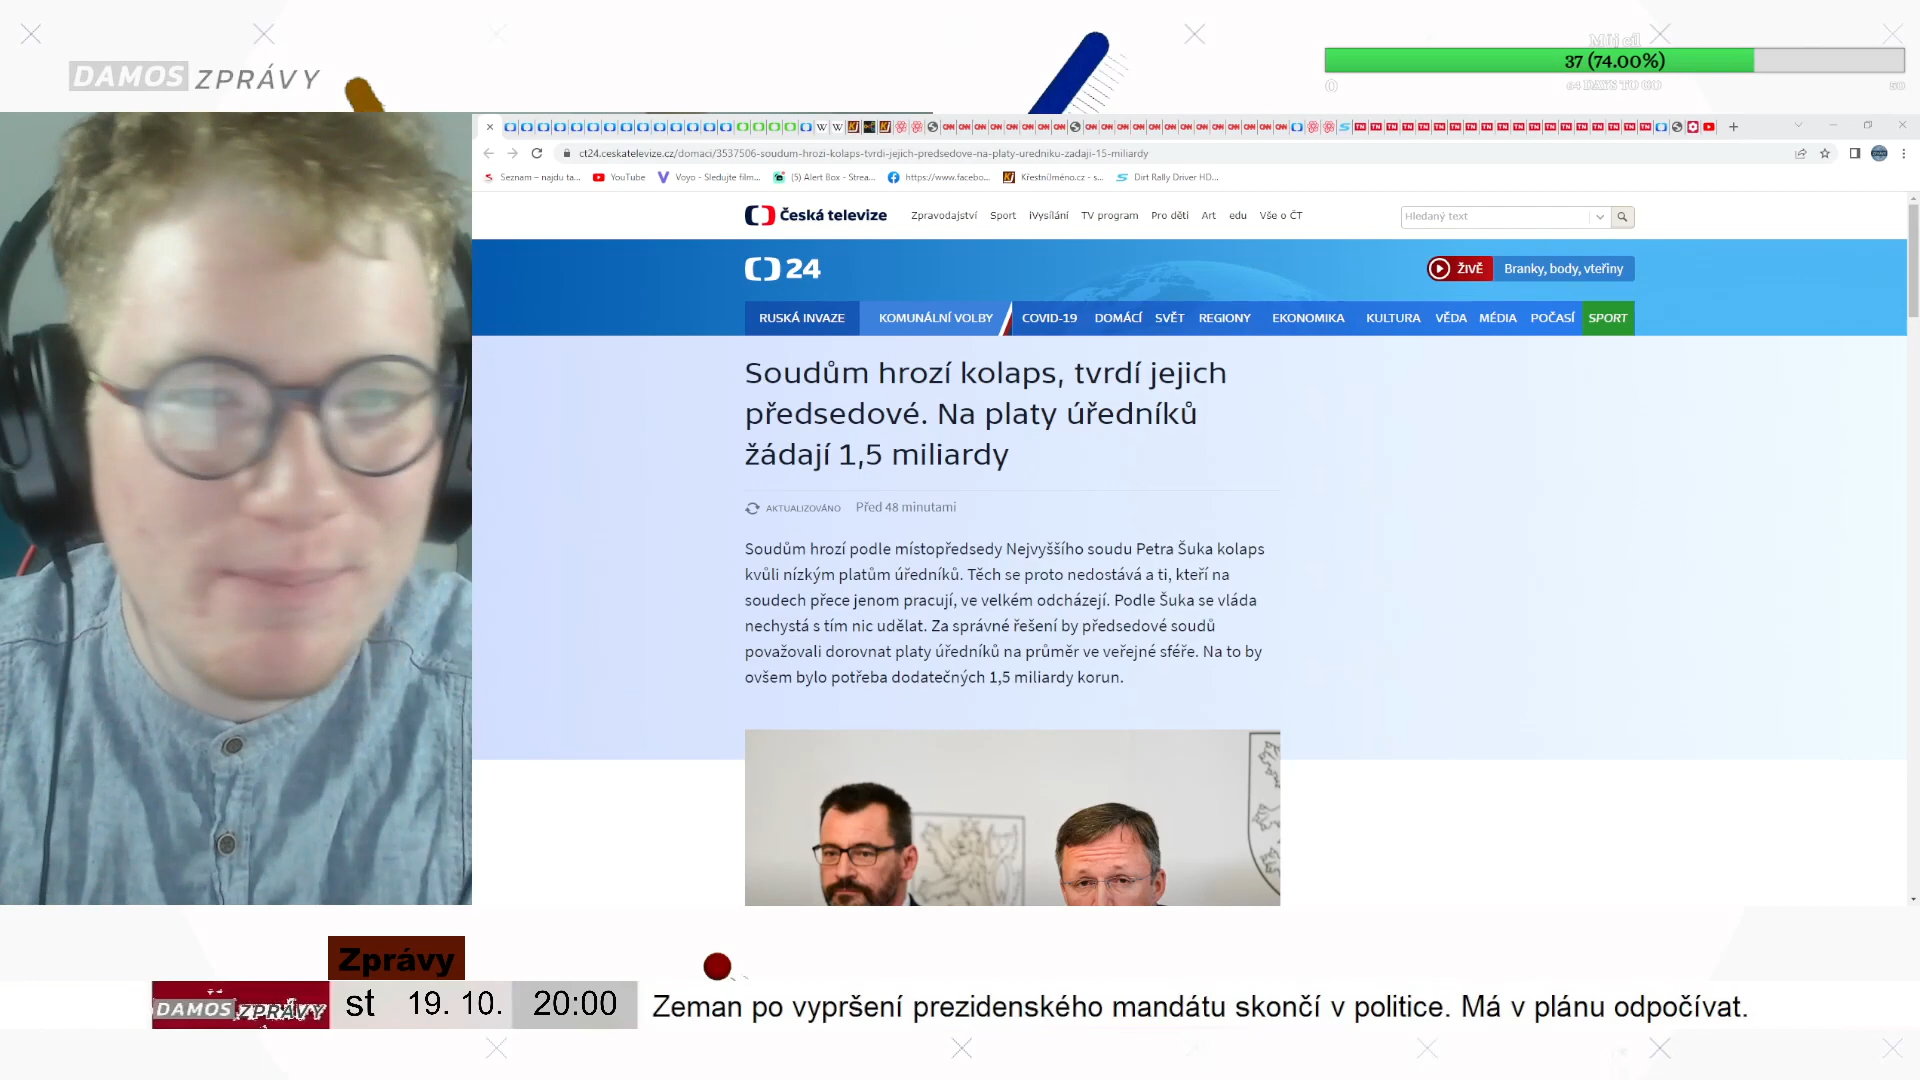 DAMOS ZPRÁVY
Můj cíl
37 (74.00%)
0
64 DAYS TO GO
50
ct24.ceskatelevize.cz/domaci/3537506-soudum-hrozi-kolaps-tvrdi-jejich-predsedove-na-platy-uredniku-zadaji-15-miliardy
Seznam – najdu ta...
YouTube
Voyo - Sledujte film...
(5) Alert Box - Strea...
https://www.facebo...
KřestníJméno.cz - s...
Dirt Rally Driver HD...
Česká televize
Zpravodajství Sport iVysílání TV program Pro děti Art edu Vše o ČT
Hledaný text
24
ŽIVĚ
Branky, body, vteřiny
RUSKÁ INVAZE KOMUNÁLNÍ VOLBY COVID-19 DOMÁCÍ SVĚT REGIONY EKONOMIKA KULTURA VĚDA MÉDIA POČASÍ SPORT
Soudům hrozí kolaps, tvrdí jejich
předsedové. Na platy úředníků
žádají 1,5 miliardy
AKTUALIZOVÁNO Před 48 minutami
Soudům hrozí podle místopředsedy Nejvyššího soudu Petra Šuka kolaps
kvůli nízkým platům úředníků. Těch se proto nedostává a ti, kteří na
soudech přece jenom pracují, ve velkém odcházejí. Podle Šuka se vláda
nechystá s tím nic udělat. Za správné řešení by předsedové soudů
považovali dorovnat platy úředníků na průměr ve veřejné sféře. Na to by
ovšem bylo potřeba dodatečných 1,5 miliardy korun.
Zprávy
DAMOS ZPRÁVY
st 19. 10. 20:00
Zeman po vypršení prezidenského mandátu skončí v politice. Má v plánu odpočívat.